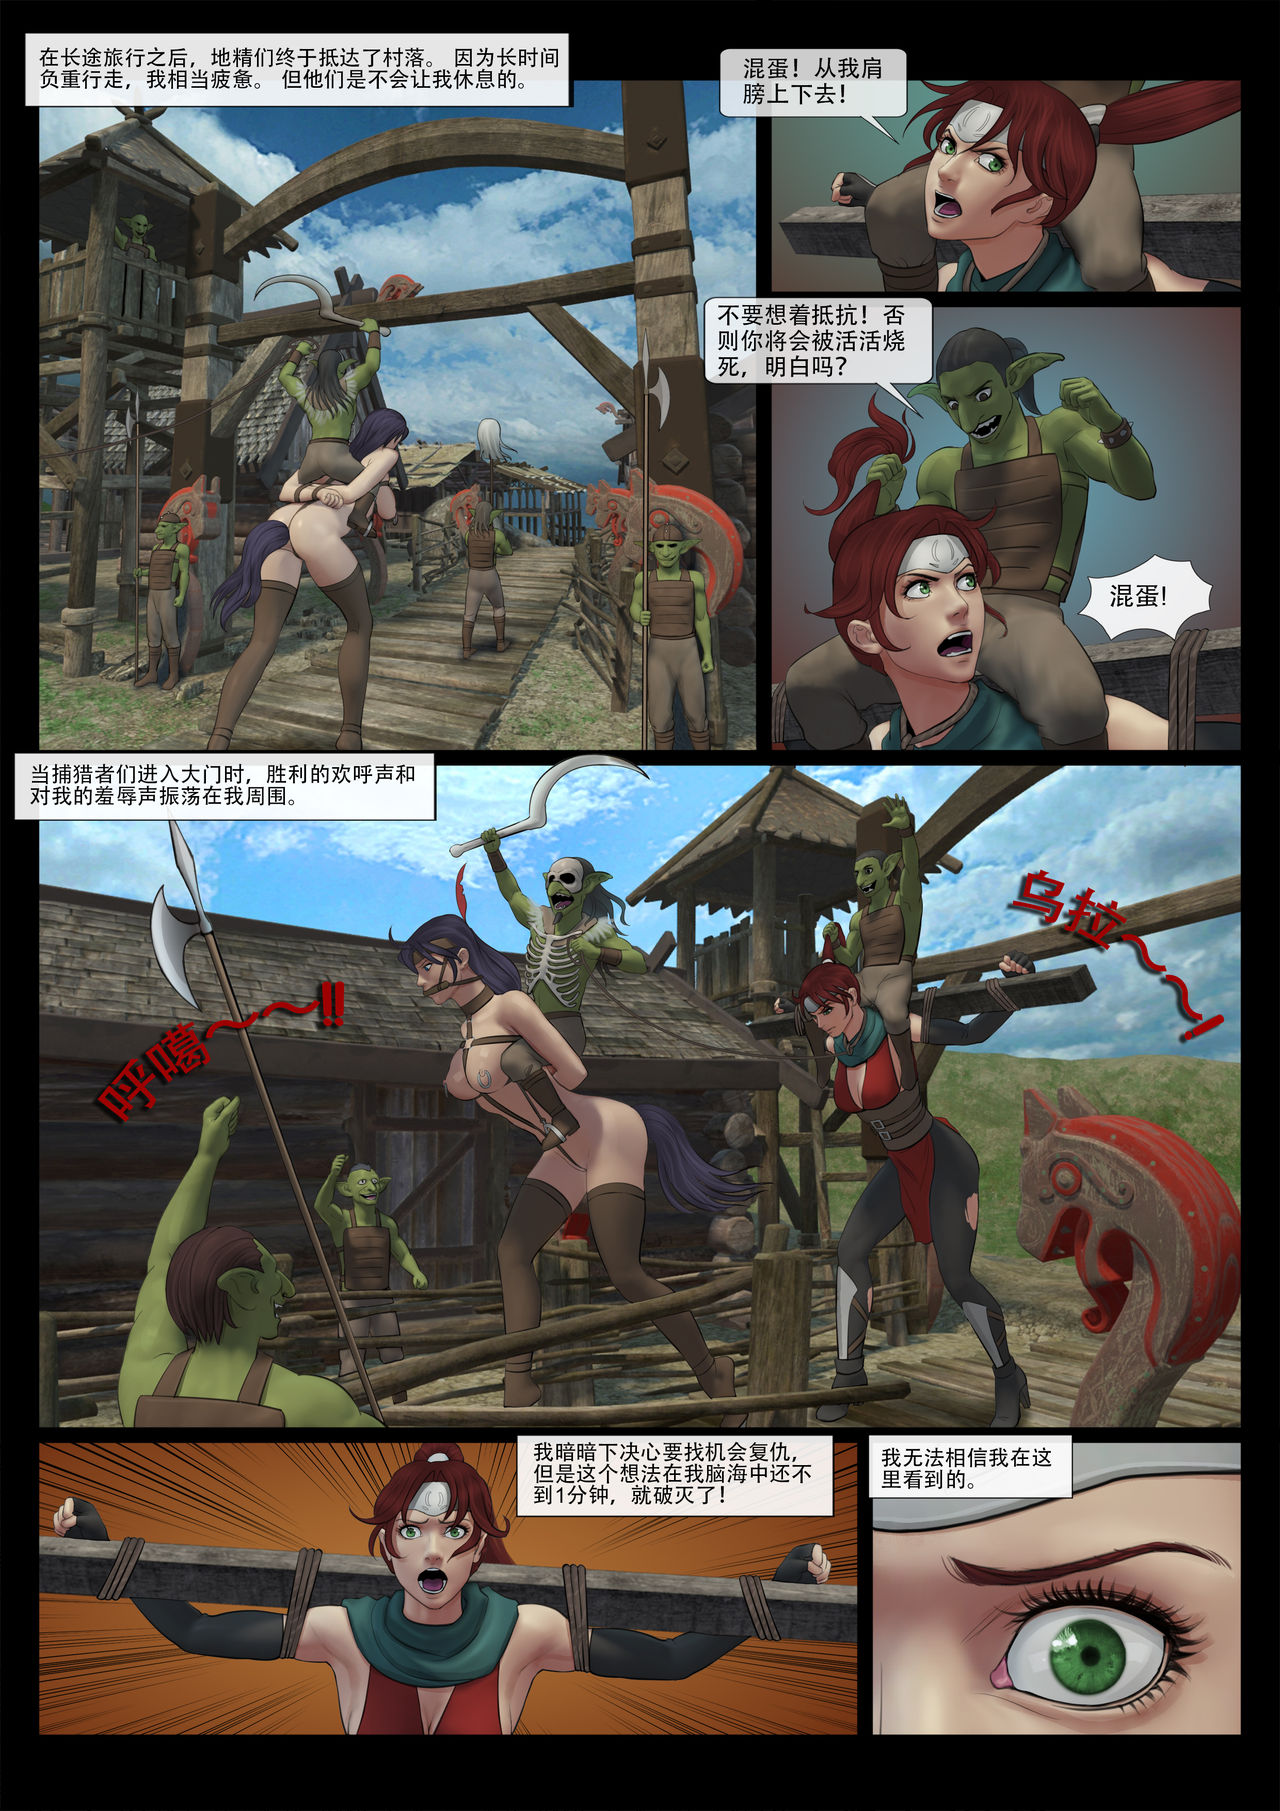 在长途旅行之后，地精们终于抵达了村落。 因为长时间
负重行走，我相当疲惫。 但他们是不会让我休息的。
混蛋！从我肩
膀上下去！
不要想着抵抗！否
则你将会被活活烧
死，明白吗？
混蛋!
当捕猎者们进入大门时，胜利的欢呼声和
对我的羞辱声振荡在我周围。
呼噶～～!!
乌拉～～!
我暗暗下决心要找机会复仇，
但是这个想法在我脑海中还不
到1分钟，就破灭了！
我无法相信我在这
里看到的。